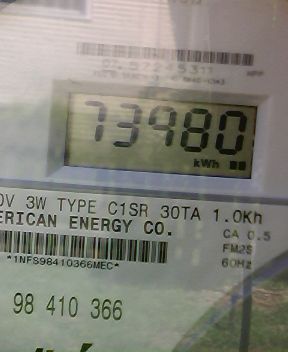 73980
kWh
0V 3W TYPE C1SR 30TA 1.0Kh
ERICAN ENERGY CO.
CA 0.5
FM2S
60Hz
*1NFS98410366MEC*
98 410 366